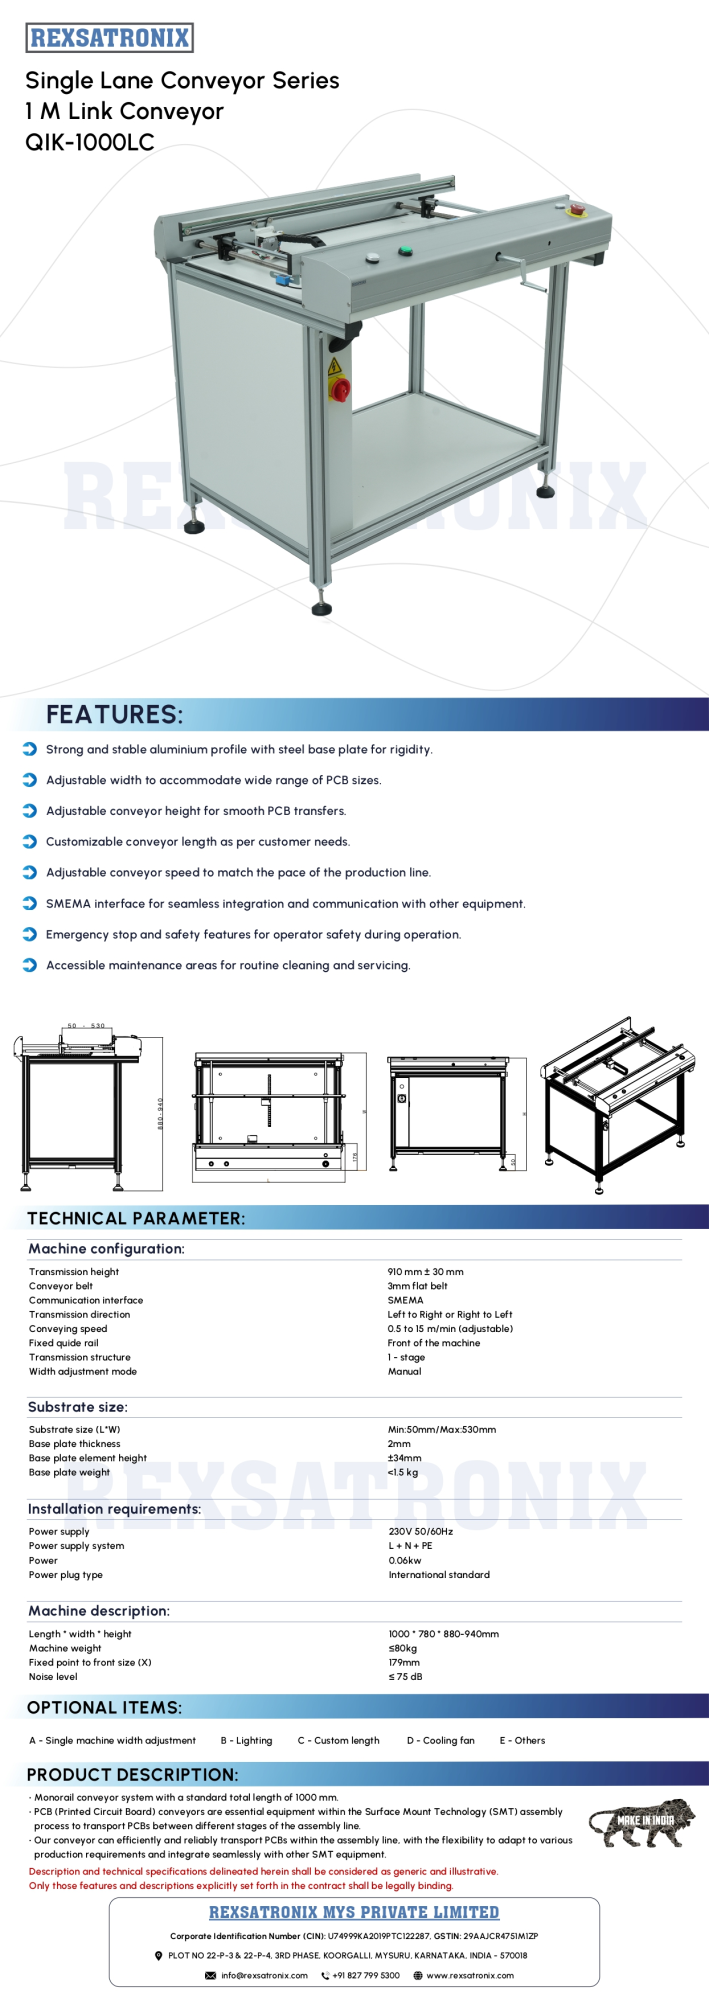 REXSATRONIX
Single Lane Conveyor Series
1 M Link Conveyor
QIK-1000LC
REXSATRONIX
FEATURES:
Strong and stable aluminium profile with steel base plate for rigidity.
Adjustable width to accommodate wide range of PCB sizes.
Adjustable conveyor height for smooth PCB transfers.
Customizable conveyor length as per customer needs.
Adjustable conveyor speed to match the pace of the production line.
SMEMA interface for seamless integration and communication with other equipment.
Emergency stop and safety features for operator safety during operation.
Accessible maintenance areas for routine cleaning and servicing.
50 - 530
880-940
L
50
TECHNICAL PARAMETER:
Machine configuration:
Transmission height 910 mm ± 30 mm
Conveyor belt 3mm flat belt
Communication interface SMEMA
Transmission direction Left to Right or Right to Left
Conveying speed 0.5 to 15 m/min (adjustable)
Fixed quide rail Front of the machine
Transmission structure 1 - stage
Width adjustment mode Manual
Substrate size:
Substrate size (L*W) Min:50mm/Max:530mm
Base plate thickness 2mm
Base plate element height ±34mm
Base plate weight <1.5 kg
REXSATRONIX
Installation requirements:
Power supply 230V 50/60Hz
Power supply system L + N + PE
Power 0.06kw
Power plug type International standard
Machine description:
Length * width * height 1000 * 780 * 880-940mm
Machine weight ≤80kg
Fixed point to front size (X) 179mm
Noise level ≤ 75 dB
OPTIONAL ITEMS:
A - Single machine width adjustment B - Lighting C - Custom length D - Cooling fan E - Others
PRODUCT DESCRIPTION:
· Monorail conveyor system with a standard total length of 1000 mm.
· PCB (Printed Circuit Board) conveyors are essential equipment within the Surface Mount Technology (SMT) assembly
process to transport PCBs between different stages of the assembly line.
· Our conveyor can efficiently and reliably transport PCBs within the assembly line, with the flexibility to adapt to various
production requirements and integrate seamlessly with other SMT equipment.
MAKE IN INDIA
Description and technical specifications delineated herein shall be considered as generic and illustrative.
Only those features and descriptions explicitly set forth in the contract shall be legally binding.
REXSATRONIX MYS PRIVATE LIMITED
Corporate Identification Number (CIN): U74999KA2019PTC122287, GSTIN: 29AAJCR4751M1ZP
PLOT NO 22-P-3 & 22-P-4, 3RD PHASE, KOORGALLI, MYSURU, KARNATAKA, INDIA - 570018
info@rexsatronix.com +91 827 799 5300 www.rexsatronix.com